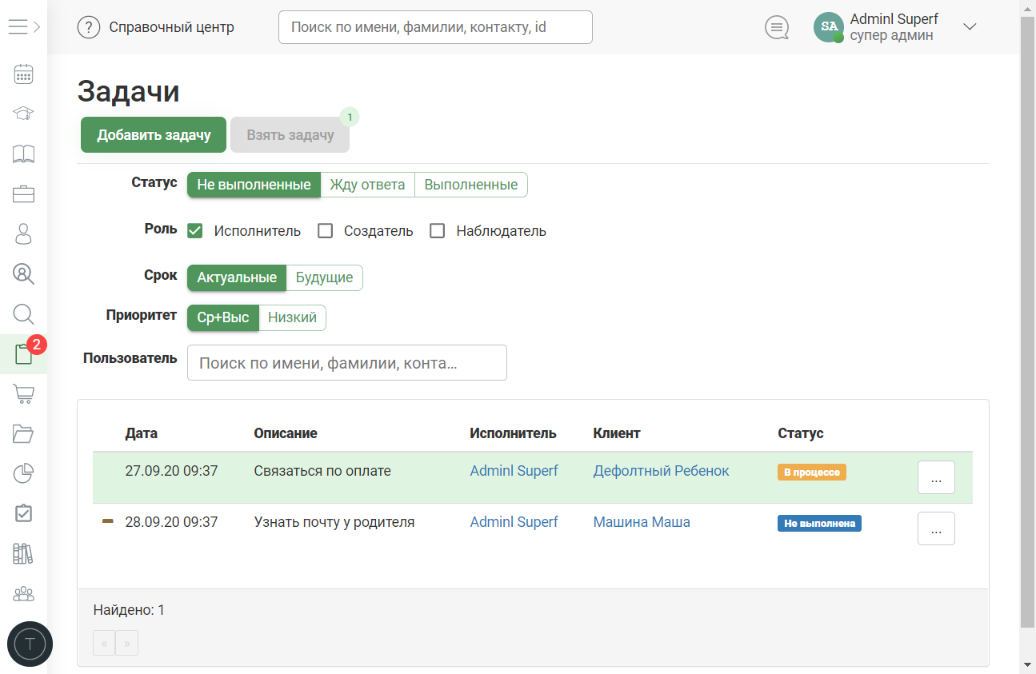 ? Справочный центр Поиск по имени, фамилии, контакту, id SA Adminl Superf
супер админ
Задачи
1
Добавить задачу Взять задачу
Статус Не выполненные Жду ответа Выполненные
Роль Исполнитель Создатель Наблюдатель
Срок Актуальные Будущие
Приоритет Ср+Выс Низкий
2
Пользователь Поиск по имени, фамилии, конта...
Дата Описание Исполнитель Клиент Статус
27.09.20 09:37 Связаться по оплате Adminl Superf Дефолтный Ребенок В процессе ...
28.09.20 09:37 Узнать почту у родителя Adminl Superf Машина Маша Не выполнена ...
Найдено: 1
« »
T